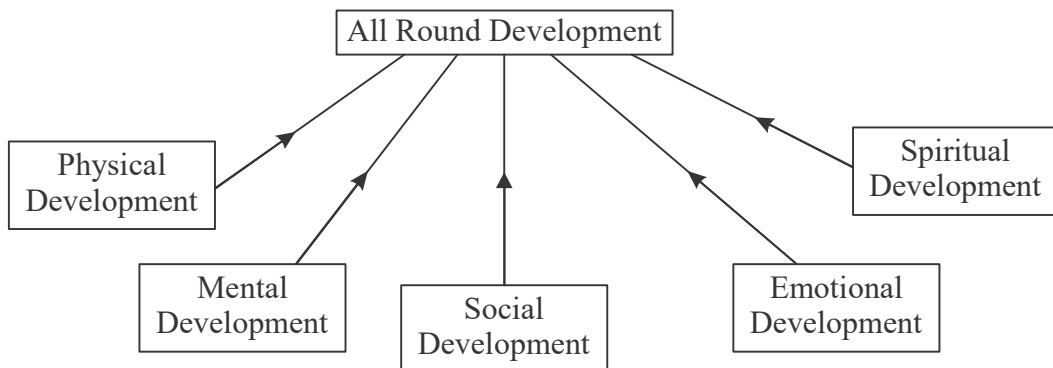 All Round Development
Physical
Development
Spiritual
Development
Mental
Development
Social
Development
Emotional
Development